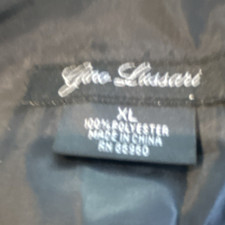 Gino Lussari
XL
100% POLYESTER
MADE IN CHINA
RN